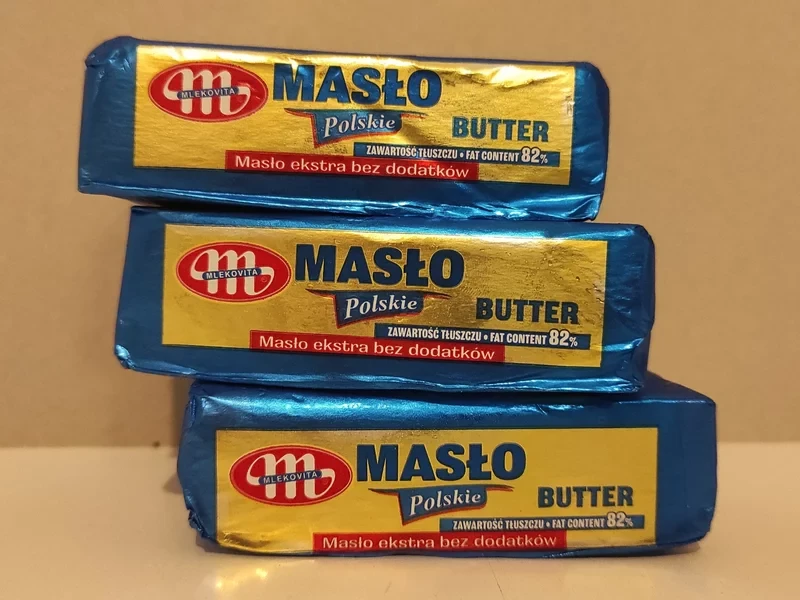 MLEKOVITA
MASŁO
Polskie
BUTTER
ZAWARTOŚĆ TŁUSZCZU • FAT CONTENT 82%
Masło ekstra bez dodatków
MLEKOVITA
MASŁO
Polskie
BUTTER
ZAWARTOŚĆ TŁUSZCZU • FAT CONTENT 82%
Masło ekstra bez dodatków
MLEKOVITA
MASŁO
Polskie
BUTTER
ZAWARTOŚĆ TŁUSZCZU • FAT CONTENT 82%
Masło ekstra bez dodatków